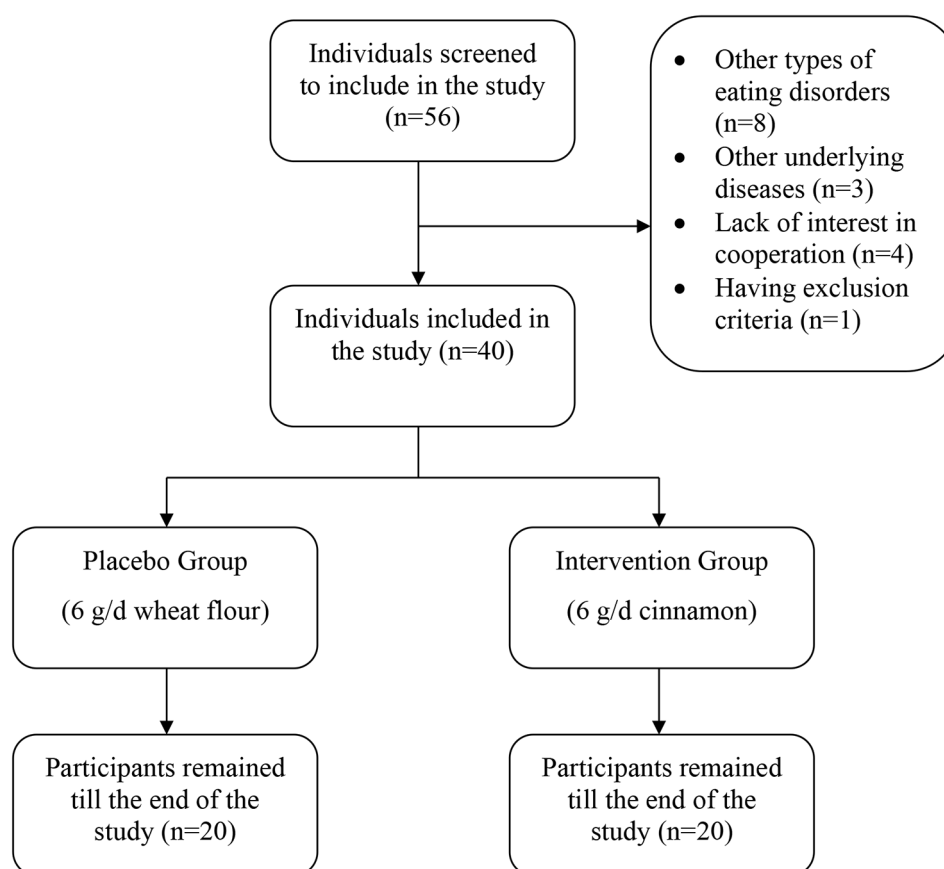 Individuals screened
to include in the study
(n=56)
• Other types of
eating disorders
(n=8)
• Other underlying
diseases (n=3)
• Lack of interest in
cooperation (n=4)
• Having exclusion
criteria (n=1)
Individuals included in
the study (n=40)
Placebo Group
(6 g/d wheat flour)
Intervention Group
(6 g/d cinnamon)
Participants remained
till the end of the
study (n=20)
Participants remained
till the end of the
study (n=20)